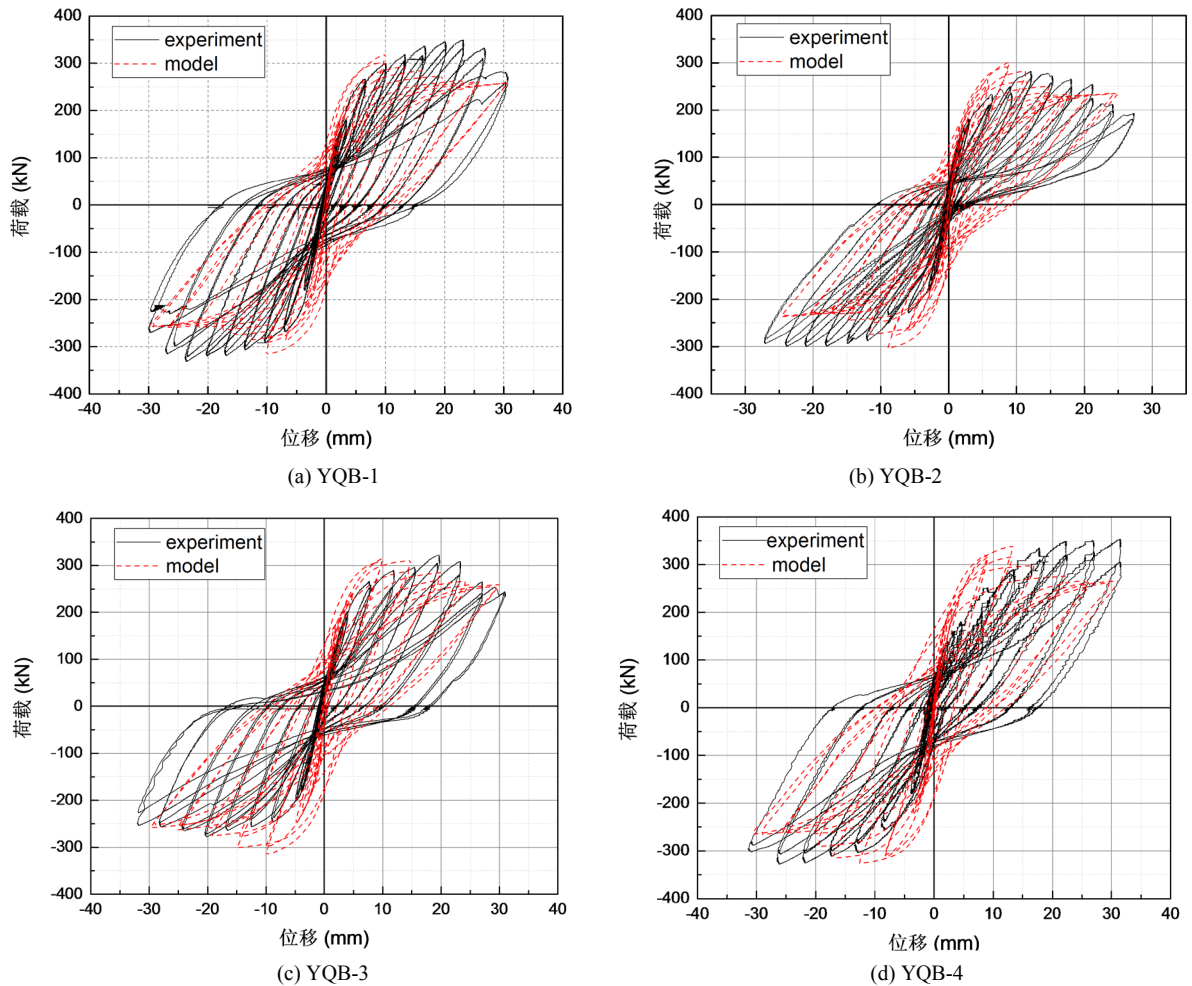 400
300
200
100
0
-100
-200
-300
-400
-40 -30 -20 -10 0 10 20 30 40
荷载 (kN)
位移 (mm)
experiment
model
(a) YQB-1
400
300
200
100
0
-100
-200
-300
-400
-30 -20 -10 0 10 20 30
荷载 (kN)
位移 (mm)
experiment
model
(b) YQB-2
400
300
200
100
0
-100
-200
-300
-400
-40 -30 -20 -10 0 10 20 30 40
荷载 (kN)
位移 (mm)
experiment
model
(c) YQB-3
400
300
200
100
0
-100
-200
-300
-400
-40 -30 -20 -10 0 10 20 30 40
荷载 (kN)
位移 (mm)
experiment
model
(d) YQB-4